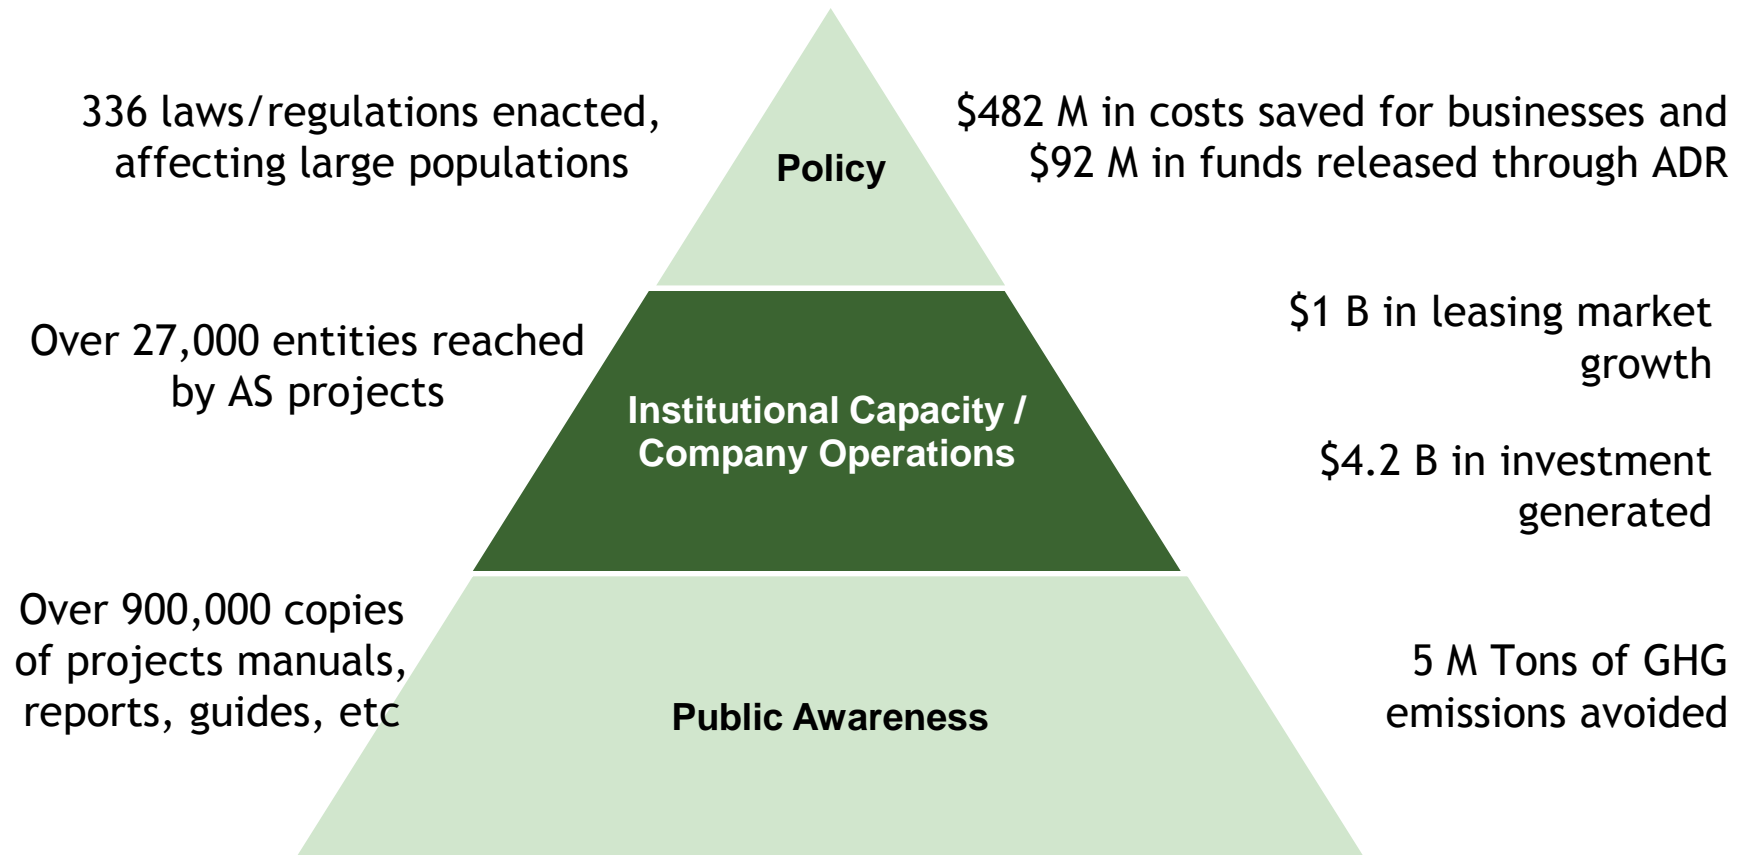 336 laws/regulations enacted,
affecting large populations
Policy
$482 M in costs saved for businesses and
$92 M in funds released through ADR
Over 27,000 entities reached
by AS projects
Institutional Capacity /
Company Operations
$1 B in leasing market
growth
$4.2 B in investment
generated
Over 900,000 copies
of projects manuals,
reports, guides, etc
Public Awareness
5 M Tons of GHG
emissions avoided